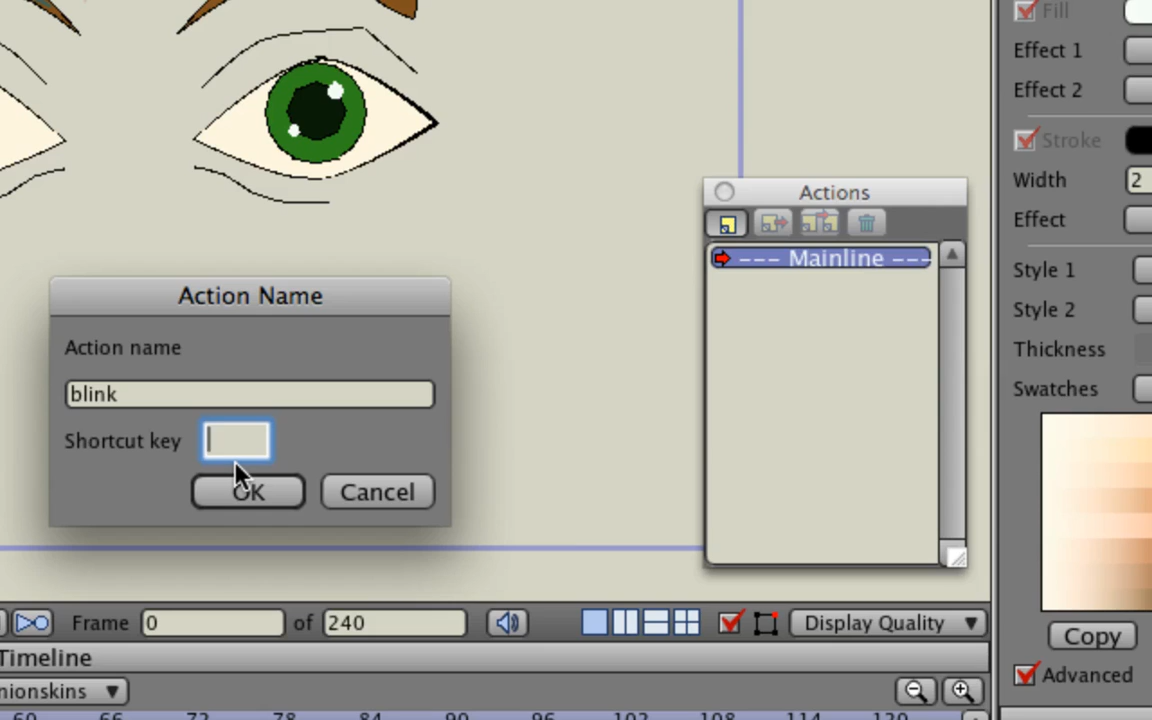 Fill
Effect 1
Effect 2
Stroke
Actions
Width
2
Effect
--- Mainline ---
Action Name
Style 1
Style 2
Action name
Thickness
blink
Swatches
Shortcut key
OK
Cancel
Frame
0
of
240
Display Quality
Copy
Timeline
Advanced
nionskins
60 66 72 78 84 90 96 102 108 114 120